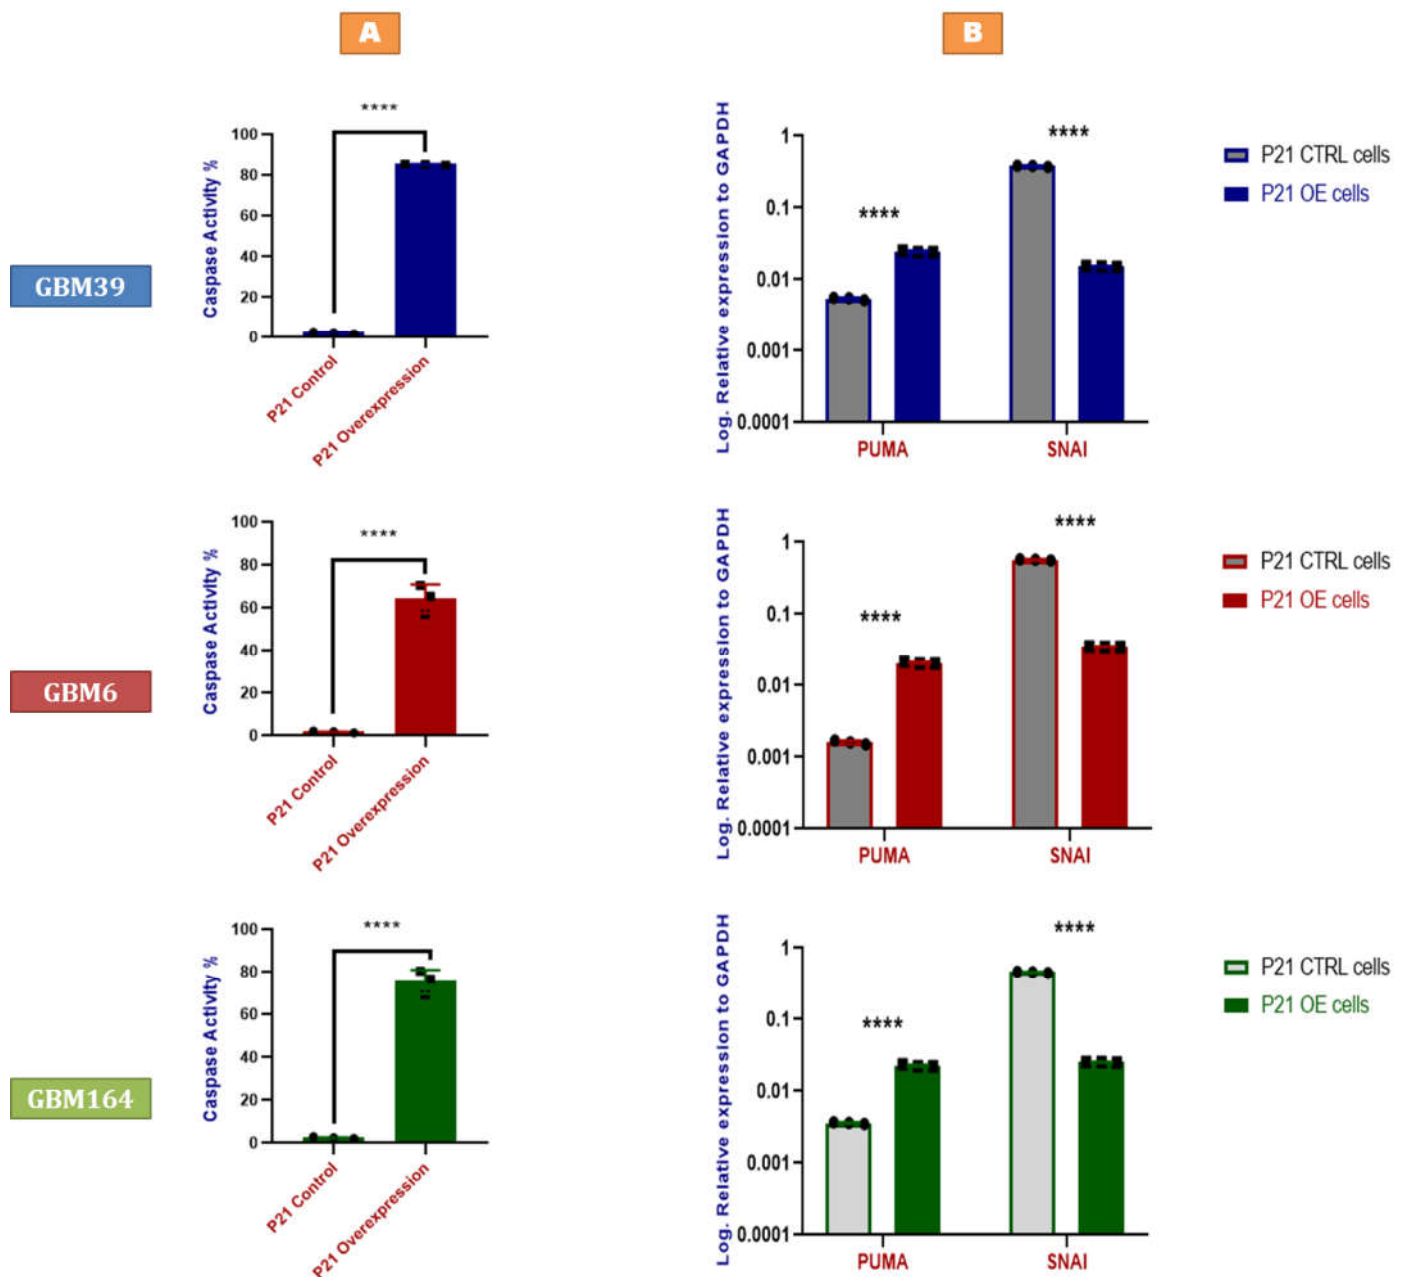 A
B
GBM39
Caspase Activity %
100
80
60
40
20
0
****
P21 Control
P21 Overexpression
Log. Relative expression to GAPDH
1
0.1
0.01
0.001
0.0001
****
****
PUMA
SNAI
P21 CTRL cells
P21 OE cells
GBM6
Caspase Activity %
100
80
60
40
20
0
****
P21 Control
P21 Overexpression
Log. Relative expression to GAPDH
1
0.1
0.01
0.001
0.0001
****
****
PUMA
SNAI
P21 CTRL cells
P21 OE cells
GBM164
Caspase Activity %
100
80
60
40
20
0
****
P21 Control
P21 Overexpression
Log. Relative expression to GAPDH
1
0.1
0.01
0.001
0.0001
****
****
PUMA
SNAI
P21 CTRL cells
P21 OE cells